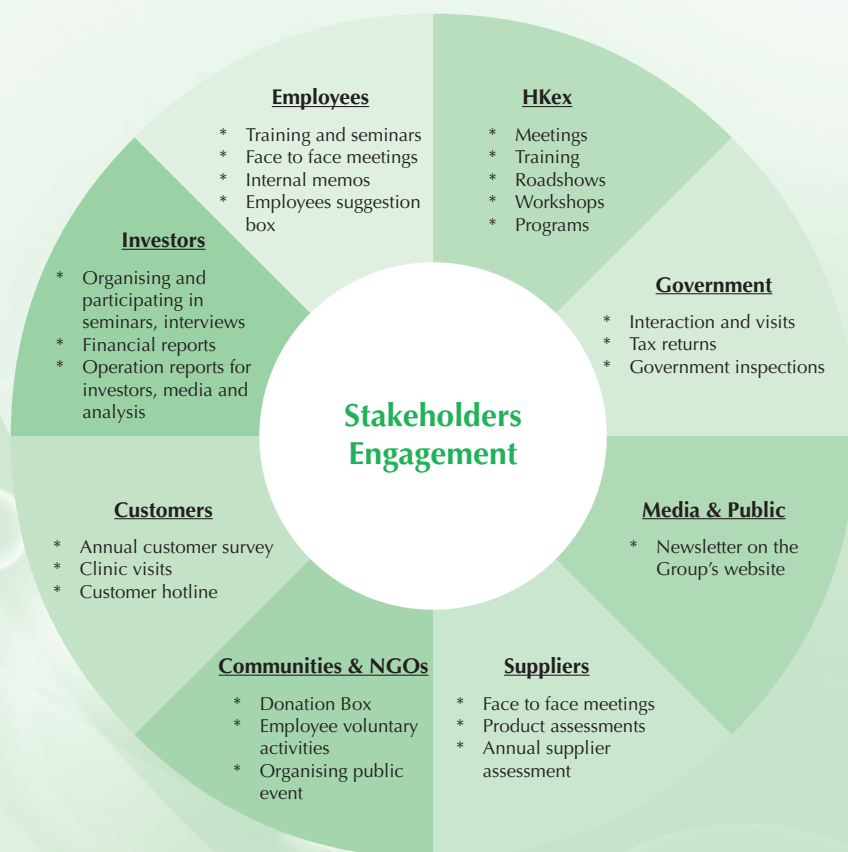 Employees
* Training and seminars
* Face to face meetings
* Internal memos
* Employees suggestion
box
HKex
* Meetings
* Training
* Roadshows
* Workshops
* Programs
Investors
* Organising and
participating in
seminars, interviews
* Financial reports
* Operation reports for
investors, media and
analysis
Government
* Interaction and visits
* Tax returns
* Government inspections
Stakeholders
Engagement
Customers
* Annual customer survey
* Clinic visits
* Customer hotline
Media & Public
* Newsletter on the
Group's website
Communities & NGOs
* Donation Box
* Employee voluntary
activities
* Organising public
event
Suppliers
* Face to face meetings
* Product assessments
* Annual supplier
assessment